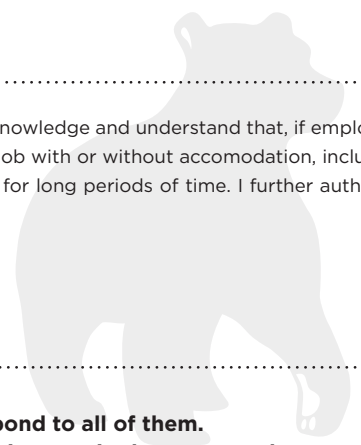 nowledge and understand that, if emplo
ob with or without accomodation, inclu
for long periods of time. I further auth
pond to all of them.